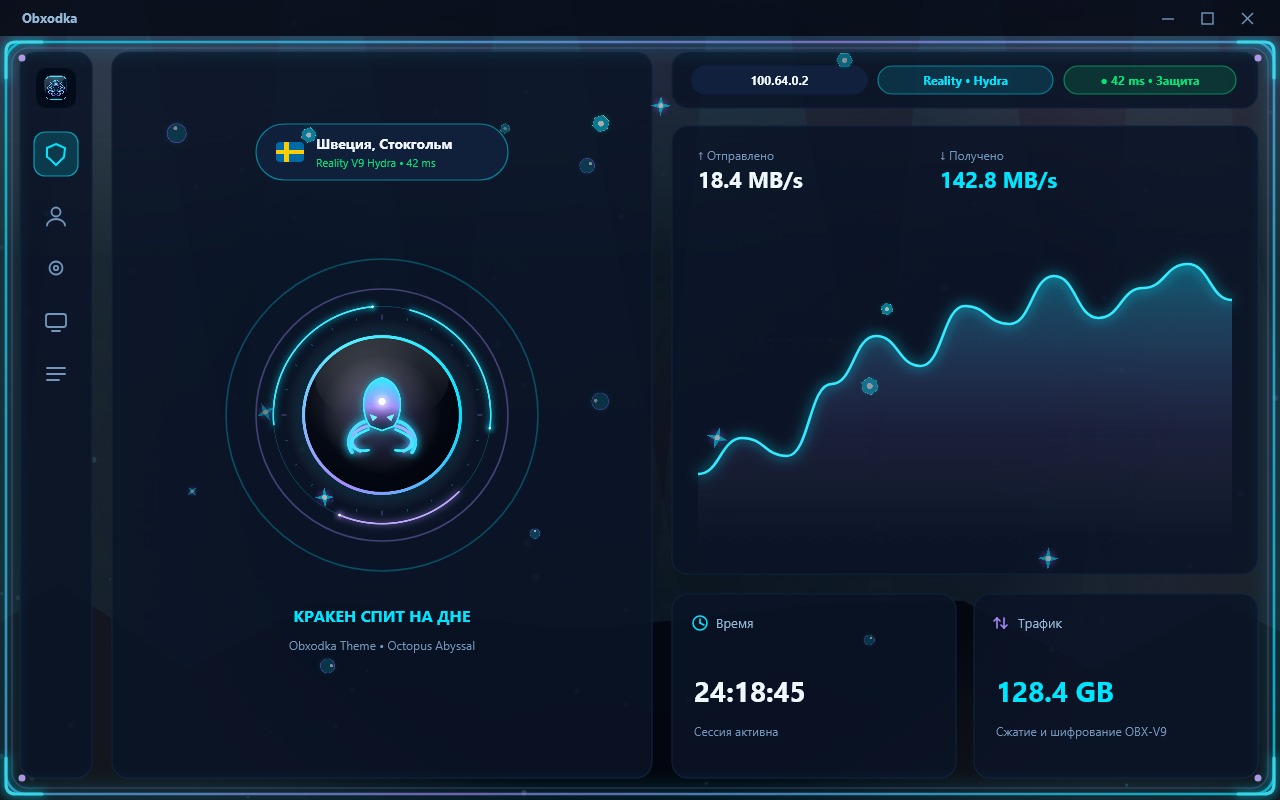 Obxodka
Швеция, Стокгольм
Reality V9 Hydra • 42 ms
КРАКЕН СПИТ НА ДНЕ
Obxodka Theme • Octopus Abyssal
100.64.0.2
Reality • Hydra
● 42 ms • Защита
↑ Отправлено
18.4 MB/s
↓ Получено
142.8 MB/s
Время
24:18:45
Сессия активна
Трафик
128.4 GB
Сжатие и шифрование OBX-V9